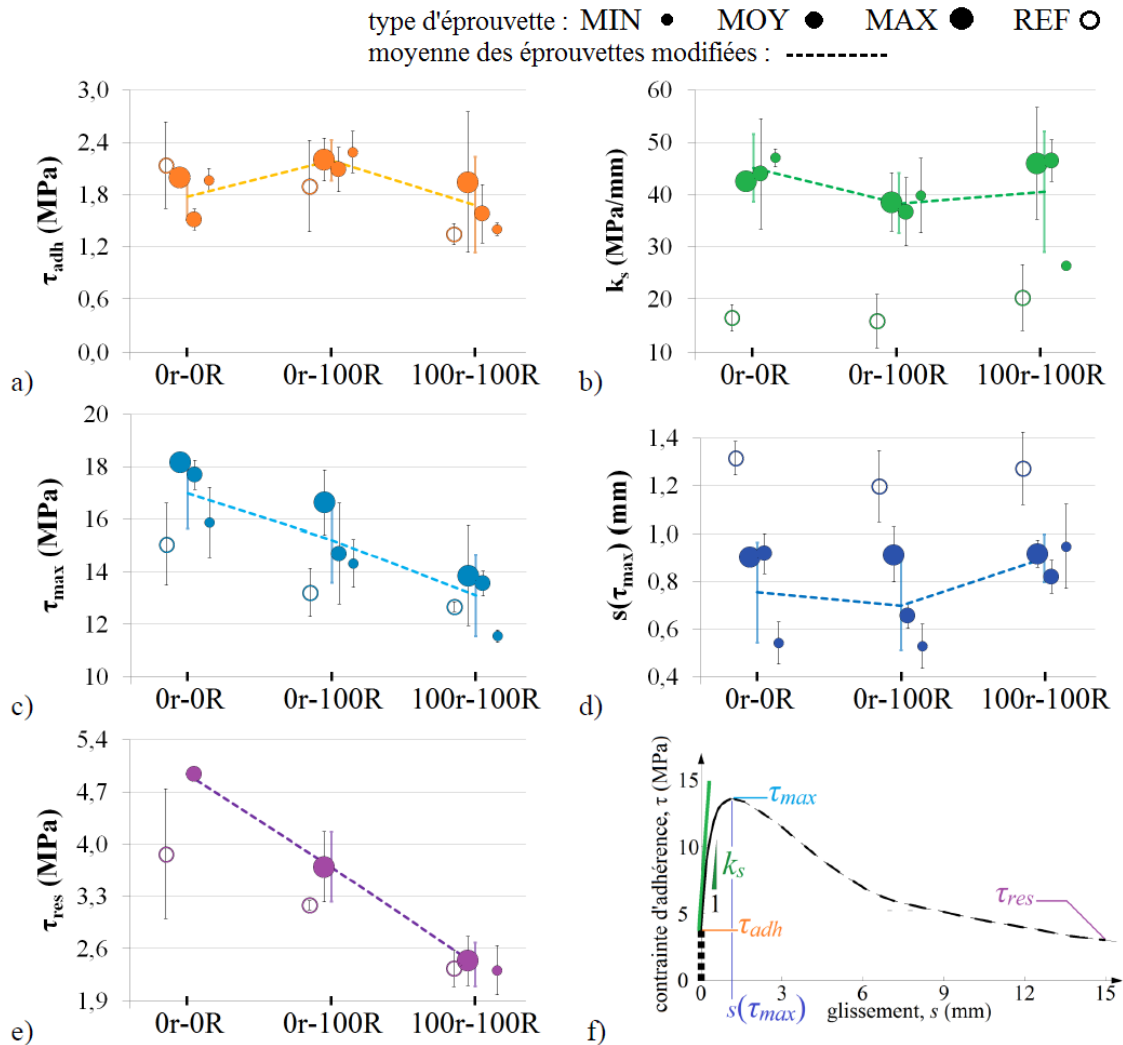 type d'éprouvette : MIN MOY MAX REF
moyenne des éprouvettes modifiées :
τadh (MPa)
3,0
2,4
1,8
1,2
0,6
0,0
0r-0R 0r-100R 100r-100R
a)
ks (MPa/mm)
60
50
40
30
20
10
0r-0R 0r-100R 100r-100R
b)
τmax (MPa)
20
18
16
14
12
10
0r-0R 0r-100R 100r-100R
c)
s(τmax) (mm)
1,4
1,2
1,0
0,8
0,6
0,4
0r-0R 0r-100R 100r-100R
d)
τres (MPa)
5,4
4,7
4,0
3,3
2,6
1,9
0r-0R 0r-100R 100r-100R
e)
contrainte d'adhérence, τ (MPa)
15
10
5
0
τmax
ks
1
τadh
τres
0 3 6 9 12 15
s(τmax)
glissement, s (mm)
f)